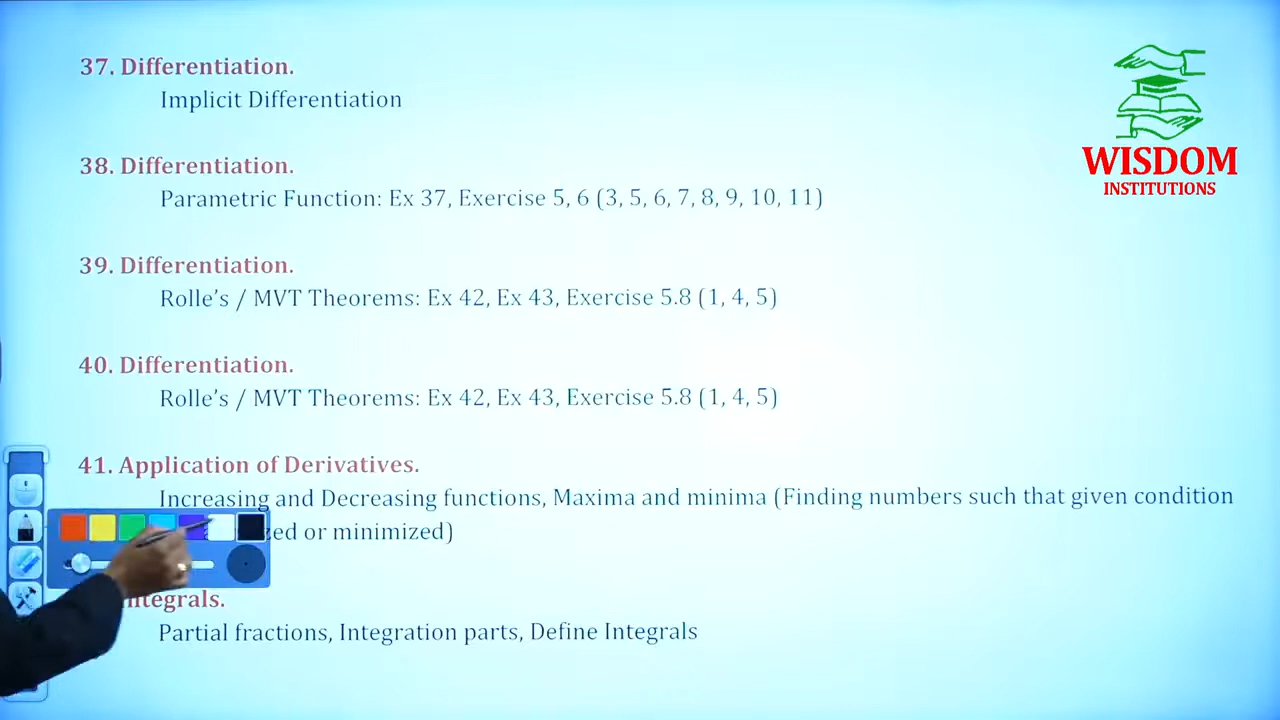 37. Differentiation.
Implicit Differentiation
38. Differentiation.
Parametric Function: Ex 37, Exercise 5, 6 (3, 5, 6, 7, 8, 9, 10, 11)
39. Differentiation.
Rolle's / MVT Theorems: Ex 42, Ex 43, Exercise 5.8 (1, 4, 5)
40. Differentiation.
Rolle's / MVT Theorems: Ex 42, Ex 43, Exercise 5.8 (1, 4, 5)
41. Application of Derivatives.
Increasing and Decreasing functions, Maxima and minima (Finding numbers such that given condition
or minimized)
Integrals.
Partial fractions, Integration parts, Define Integrals
WISDOM
INSTITUTIONS